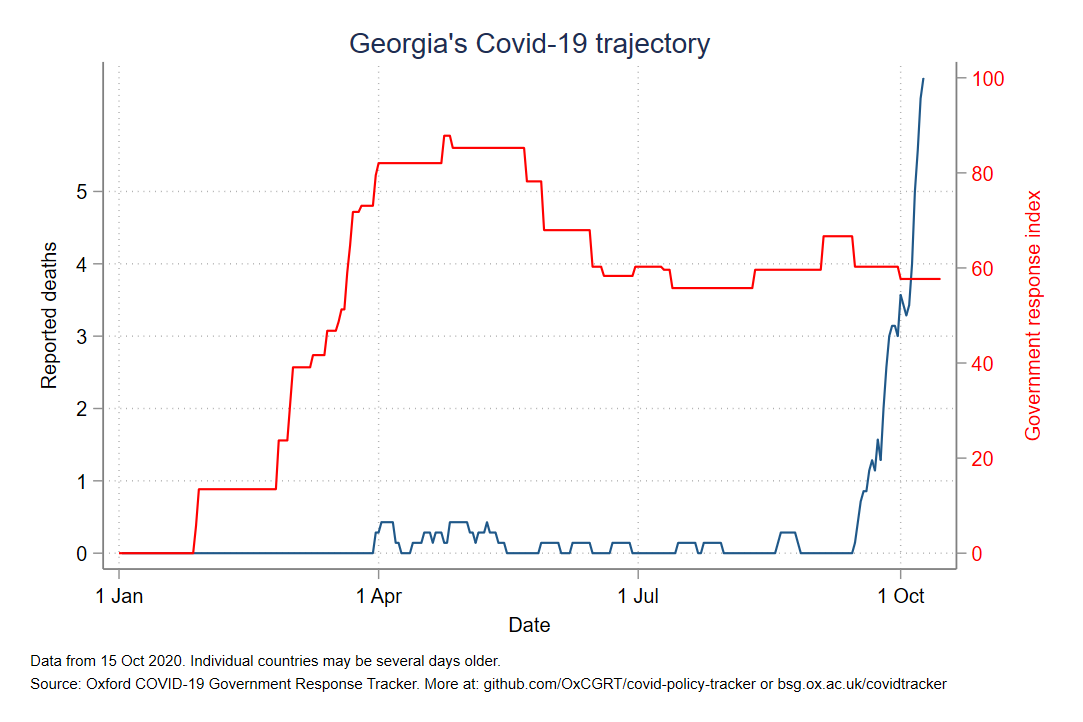 Georgia's Covid-19 trajectory
100
80
60
40
20
0
5
4
3
2
1
0
Reported deaths
Government response index
1 Jan
1 Apr
1 Jul
1 Oct
Date
Data from 15 Oct 2020. Individual countries may be several days older.
Source: Oxford COVID-19 Government Response Tracker. More at: github.com/OxCGRT/covid-policy-tracker or bsg.ox.ac.uk/covidtracker